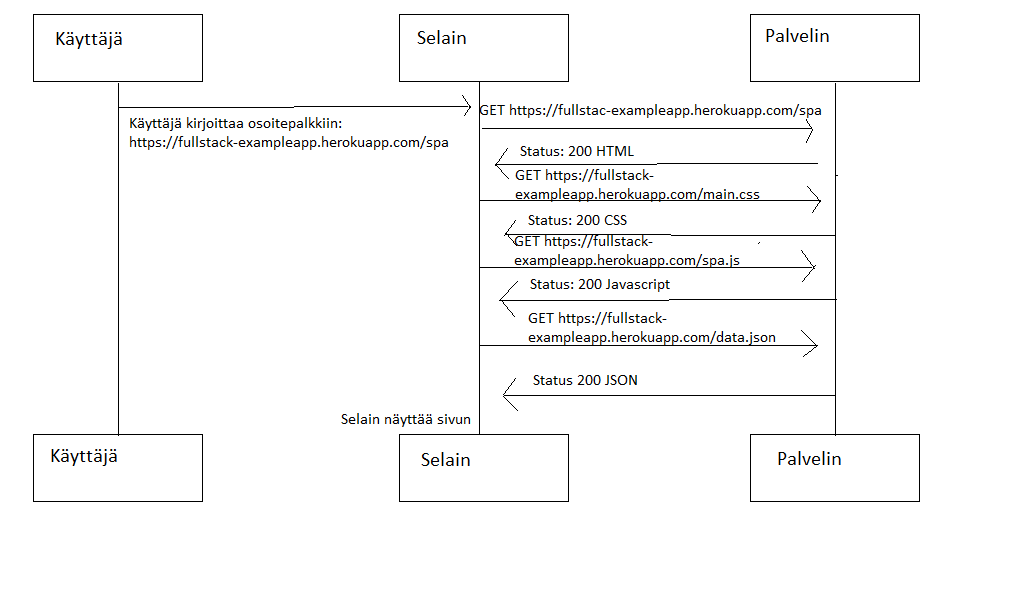 Käyttäjä
Selain
Palvelin
Käyttäjä kirjoittaa osoitepalkkiin:
https://fullstack-exampleapp.herokuapp.com/spa
GET https://fullstac-exampleapp.herokuapp.com/spa
Status: 200 HTML
GET https://fullstack-
exampleapp.herokuapp.com/main.css
Status: 200 CSS
GET https://fullstack-
exampleapp.herokuapp.com/spa.js
Status: 200 Javascript
GET https://fullstack-
exampleapp.herokuapp.com/data.json
Status 200 JSON
Selain näyttää sivun
Käyttäjä
Selain
Palvelin